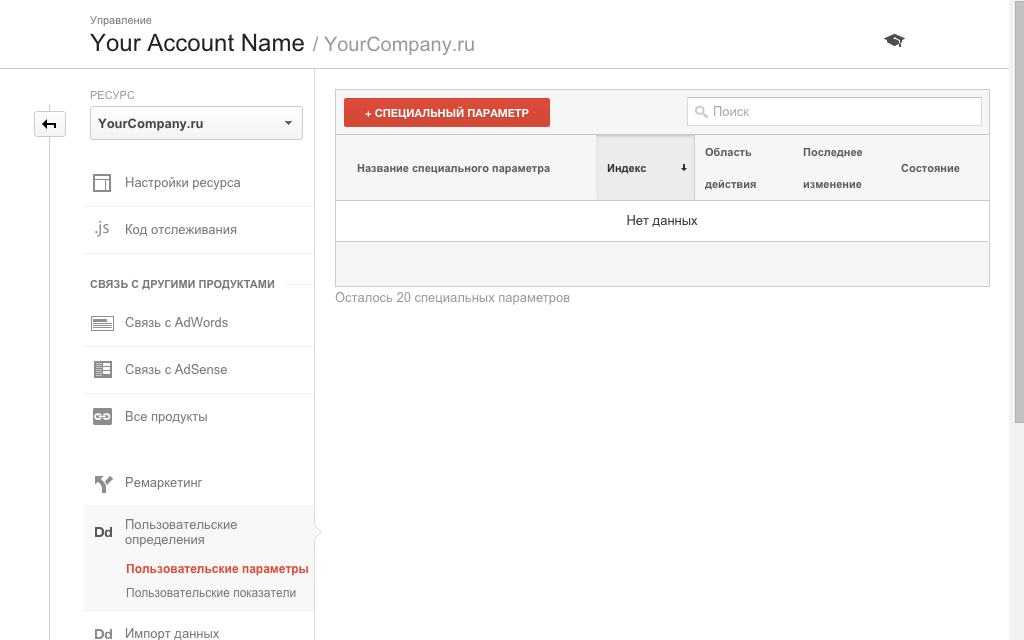 Управление
Your Account Name / YourCompany.ru
РЕСУРС
YourCompany.ru
Настройки ресурса
.js Код отслеживания
СВЯЗЬ С ДРУГИМИ ПРОДУКТАМИ
Связь с AdWords
Связь с AdSense
Все продукты
Ремаркетинг
Dd Пользовательские
определения
Пользовательские параметры
Пользовательские показатели
Dd Импорт данных
+ СПЕЦИАЛЬНЫЙ ПАРАМЕТР
Поиск
Название специального параметра
Индекс
Область
действия
Последнее
изменение
Состояние
Нет данных
Осталось 20 специальных параметров